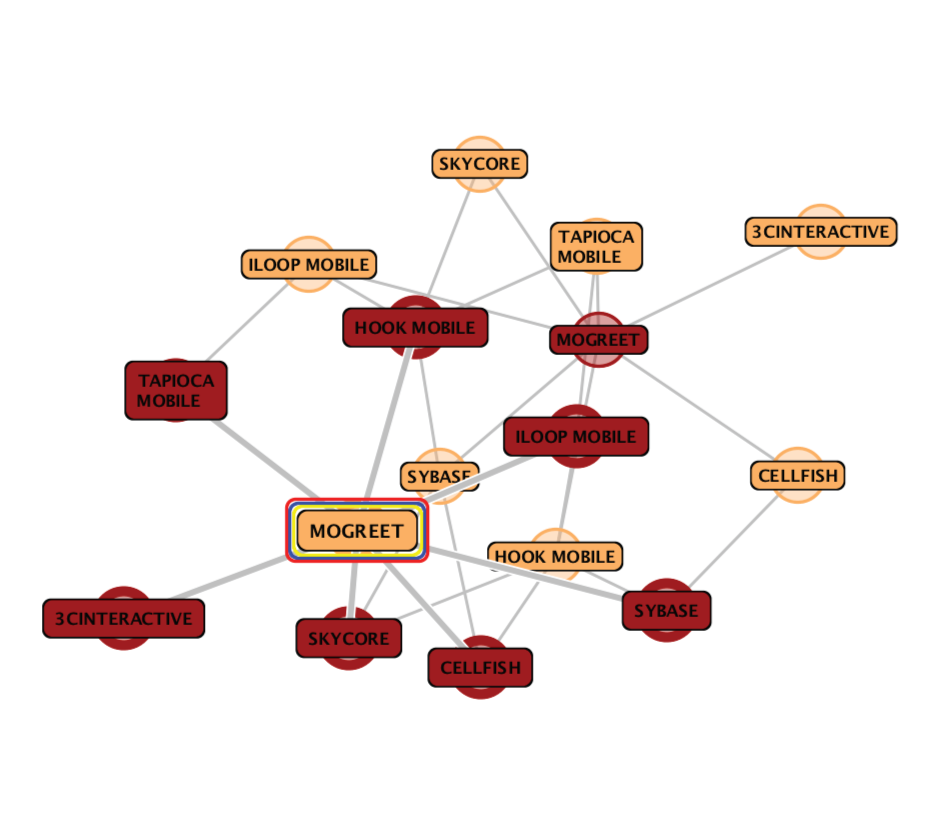 SKYCORE
TAPIOCA
MOBILE
3CINTERACTIVE
ILOOP MOBILE
HOOK MOBILE
MOGREET
TAPIOCA
MOBILE
ILOOP MOBILE
SYBASE
CELLFISH
MOGREET
HOOK MOBILE
3CINTERACTIVE
SKYCORE
SYBASE
CELLFISH